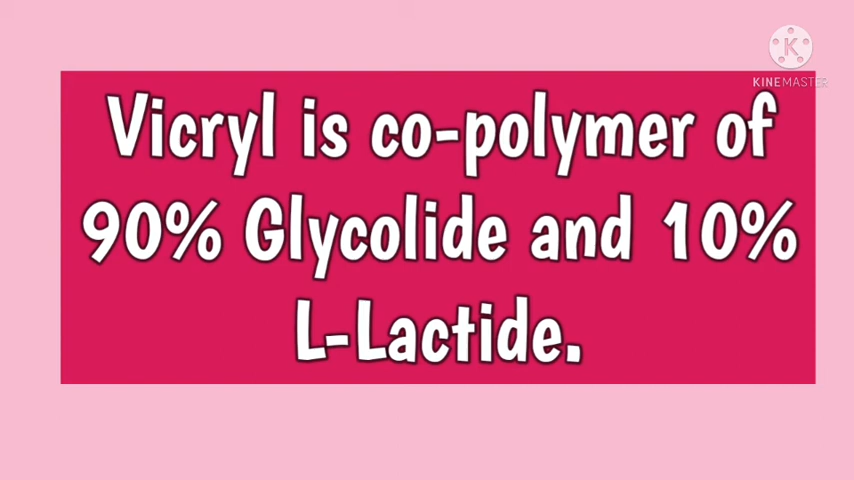 K
KINEMASTER
Vicryl is co-polymer of
90% Glycolide and 10%
L-Lactide.